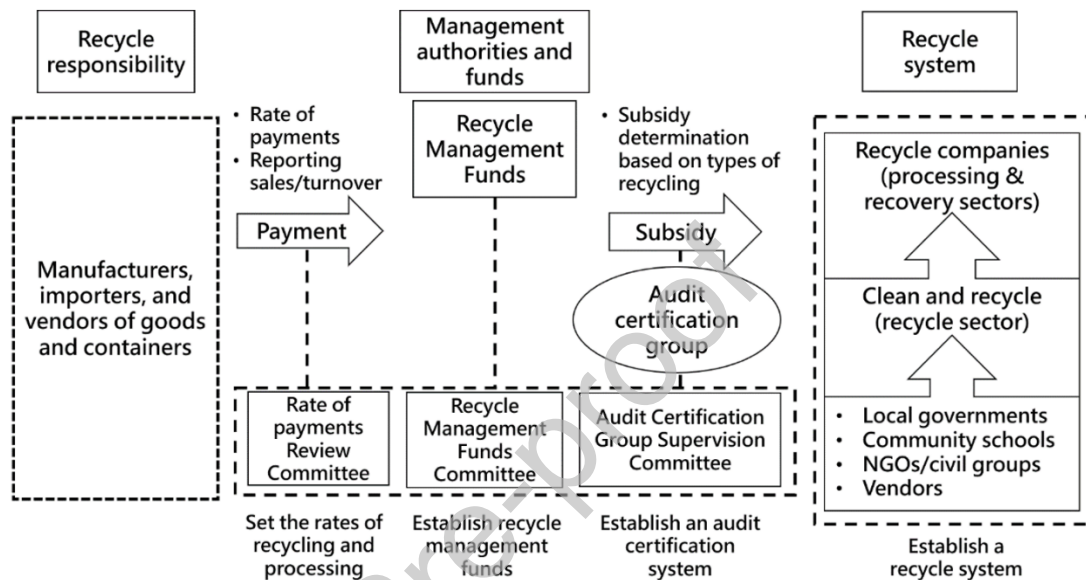 Recycle
responsibility
Management
authorities and
funds
Recycle
system
Manufacturers,
importers, and
vendors of goods
and containers
• Rate of
payments
• Reporting
sales/turnover
Payment
Recycle
Management
Funds
• Subsidy
determination
based on types of
recycling
Subsidy
Audit
certification
group
Recycle companies
(processing &
recovery sectors)
Clean and recycle
(recycle sector)
• Local governments
• Community schools
• NGOs/civil groups
• Vendors
Rate of
payments
Review
Committee
Recycle
Management
Funds
Committee
Audit Certification
Group Supervision
Committee
Set the rates of
recycling and
processing
Establish recycle
management
funds
Establish an audit
certification
system
Establish a
recycle system
re-proof